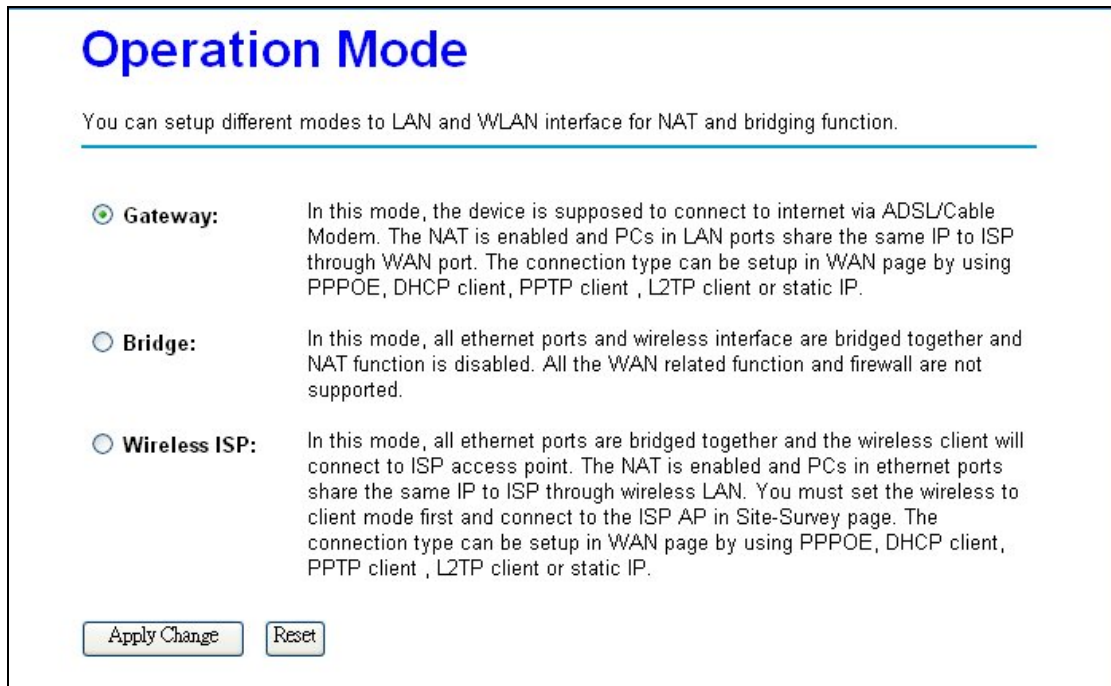 Operation Mode
You can setup different modes to LAN and WLAN interface for NAT and bridging function.
Gateway:
In this mode, the device is supposed to connect to internet via ADSL/Cable
Modem. The NAT is enabled and PCs in LAN ports share the same IP to ISP
through WAN port. The connection type can be setup in WAN page by using
PPPOE, DHCP client, PPTP client , L2TP client or static IP.
Bridge:
In this mode, all ethernet ports and wireless interface are bridged together and
NAT function is disabled. All the WAN related function and firewall are not
supported.
Wireless ISP:
In this mode, all ethernet ports are bridged together and the wireless client will
connect to ISP access point. The NAT is enabled and PCs in ethernet ports
share the same IP to ISP through wireless LAN. You must set the wireless to
client mode first and connect to the ISP AP in Site-Survey page. The
connection type can be setup in WAN page by using PPPOE, DHCP client,
PPTP client , L2TP client or static IP.
Apply Change Reset